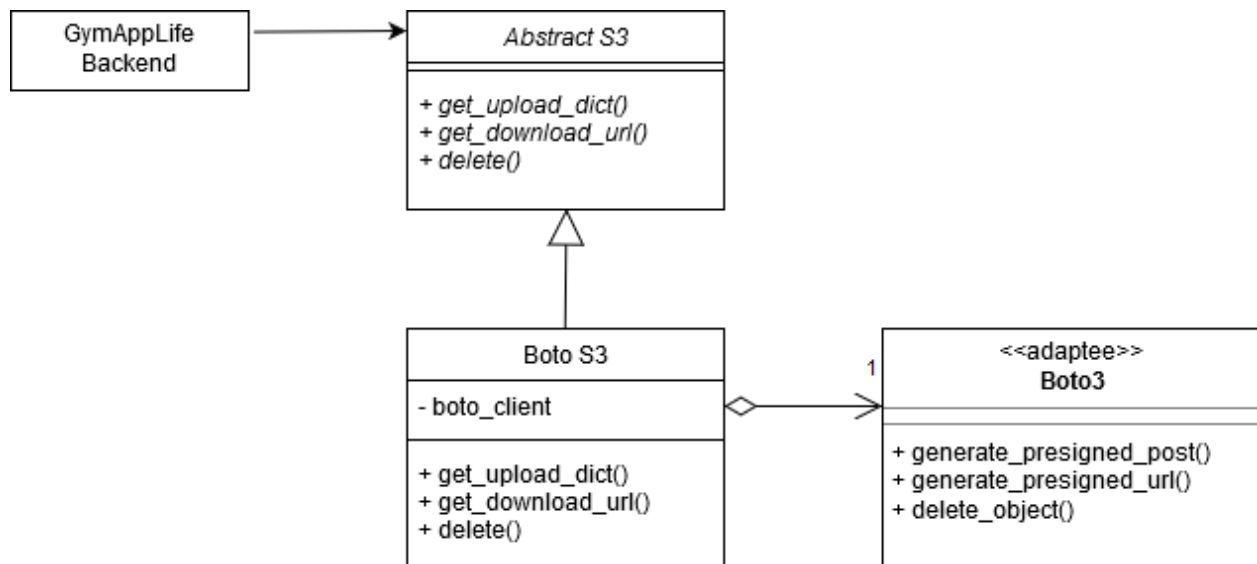 GymAppLife
Backend
Abstract S3
+ get_upload_dict()
+ get_download_url()
+ delete()
Boto S3
- boto_client
+ get_upload_dict()
+ get_download_url()
+ delete()
1
<<adaptee>>
Boto3
+ generate_presigned_post()
+ generate_presigned_url()
+ delete_object()